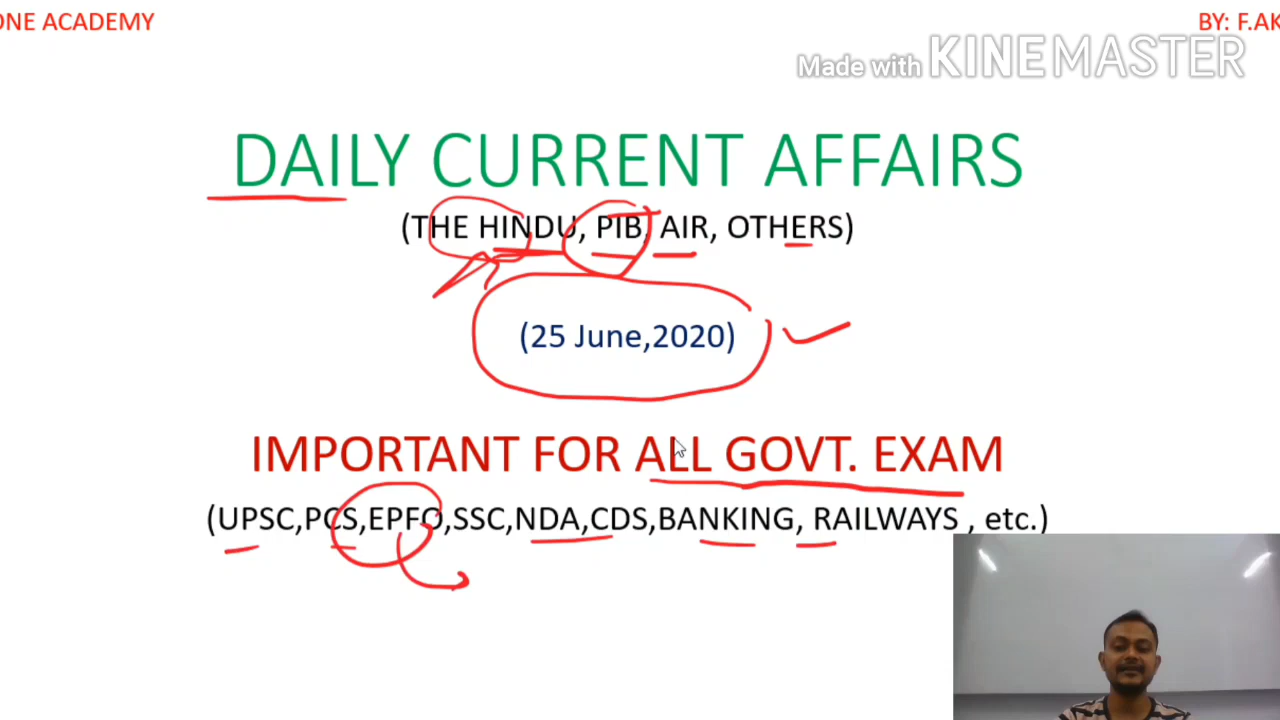 ONE ACADEMY
BY: F.AK
Made with KINEMASTER
DAILY CURRENT AFFAIRS
(THE HINDU, PIB, AIR, OTHERS)
(25 June,2020)
IMPORTANT FOR ALL GOVT. EXAM
(UPSC,PCS,EPFO,SSC,NDA,CDS,BANKING, RAILWAYS , etc.)